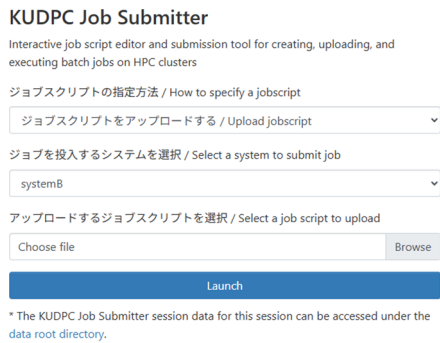 KUDPC Job Submitter
Interactive job script editor and submission tool for creating, uploading, and
executing batch jobs on HPC clusters
ジョブスクリプトの指定方法 / How to specify a jobscript
ジョブスクリプトをアップロードする / Upload jobscript
ジョブを投入するシステムを選択 / Select a system to submit job
systemB
アップロードするジョブスクリプトを選択 / Select a job script to upload
Choose file Browse
Launch
* The KUDPC Job Submitter session data for this session can be accessed under the
data root directory.